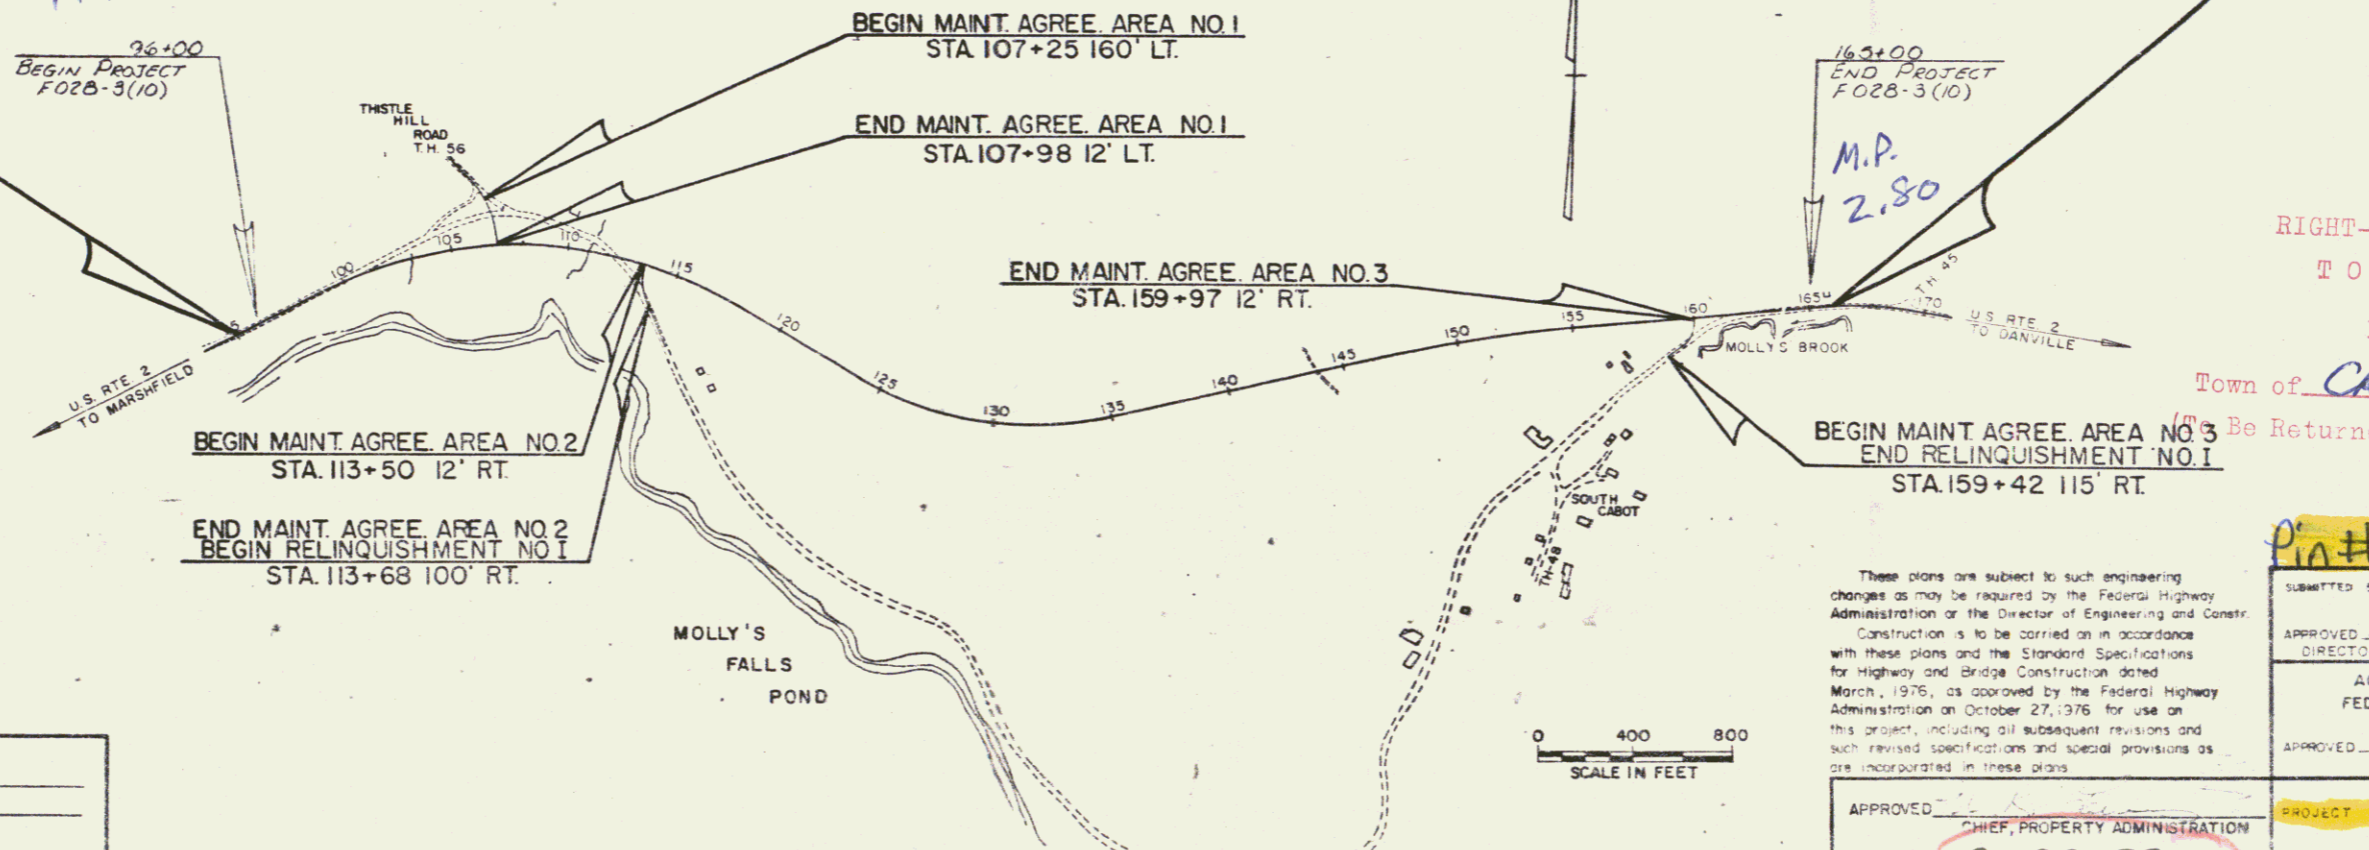 BEGIN MAINT. AGREE. AREA NO. 1
STA. 107+25 160' LT.
96+00
BEGIN PROJECT
F028-3(10)
165+00
END PROJECT
F028-3(10)
THISTLE
HILL
ROAD
T.H. 56
END MAINT. AGREE. AREA NO. 1
STA. 107+98 12' LT.
M.P.
2.80
RIGHT-
TO
END MAINT. AGREE. AREA NO. 3
STA. 159+97 12' RT.
100
105
110
115
120
125
130
135
140
145
150
155
160
165
170
T.H. 45
U.S. RTE. 2
TO DANVILLE
MOLLY'S BROOK
U.S. RTE. 2
TO MARSHFIELD
Town of
(To Be Return
BEGIN MAINT. AGREE. AREA NO. 2
STA. 113+50 12' RT.
BEGIN MAINT. AGREE. AREA NO. 3
END RELINQUISHMENT NO. 1
STA. 159+42 115' RT.
SOUTH
CABOT
TH-48
END MAINT. AGREE. AREA NO. 2
BEGIN RELINQUISHMENT NO 1
STA. 113+68 100' RT.
Pin #
MOLLY'S
FALLS
POND
These plans are subject to such engineering
changes as may be required by the Federal Highway
Administration or the Director of Engineering and Constr.
Construction is to be carried on in accordance
with these plans and the Standard Specifications
for Highway and Bridge Construction dated
March, 1976, as approved by the Federal Highway
Administration on October 27, 1976 for use on
this project, including all subsequent revisions and
such revised specifications and special provisions as
are incorporated in these plans
SUBMITTED
APPROVED
DIRECTO
FED
APPROVED
0 400 800
SCALE IN FEET
APPROVED
CHIEF, PROPERTY ADMINISTRATION
PROJECT